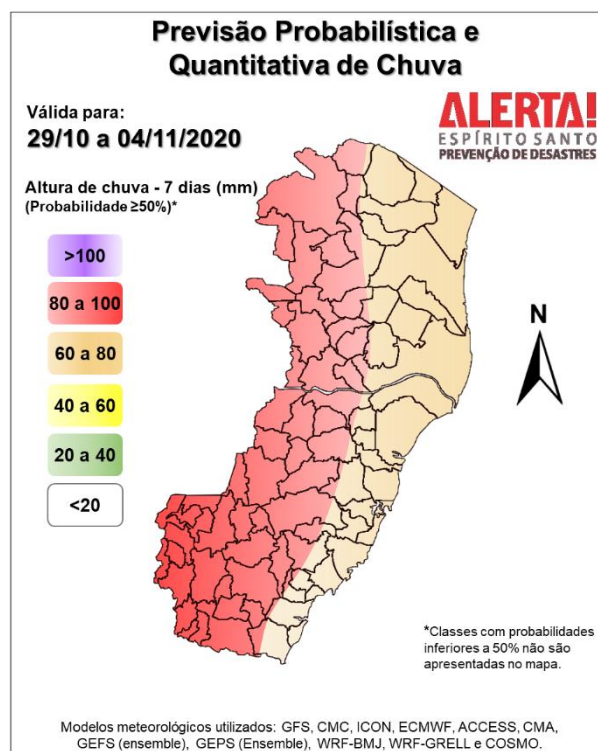 Previsão Probabilística e
Quantitativa de Chuva
Válida para:
29/10 a 04/11/2020
ALERTA!
ESPÍRITO SANTO
PREVENÇÃO DE DESASTRES
Altura de chuva - 7 dias (mm)
(Probabilidade ≥50%)*
>100
80 a 100
60 a 80
40 a 60
20 a 40
<20
N
*Classes com probabilidades
inferiores a 50% não são
apresentadas no mapa.
Modelos meteorológicos utilizados: GFS, CMC, ICON, ECMWF, ACCESS, CMA,
GEFS (ensemble), GEPS (Ensemble), WRF-BMJ, WRF-GRELL e COSMO.